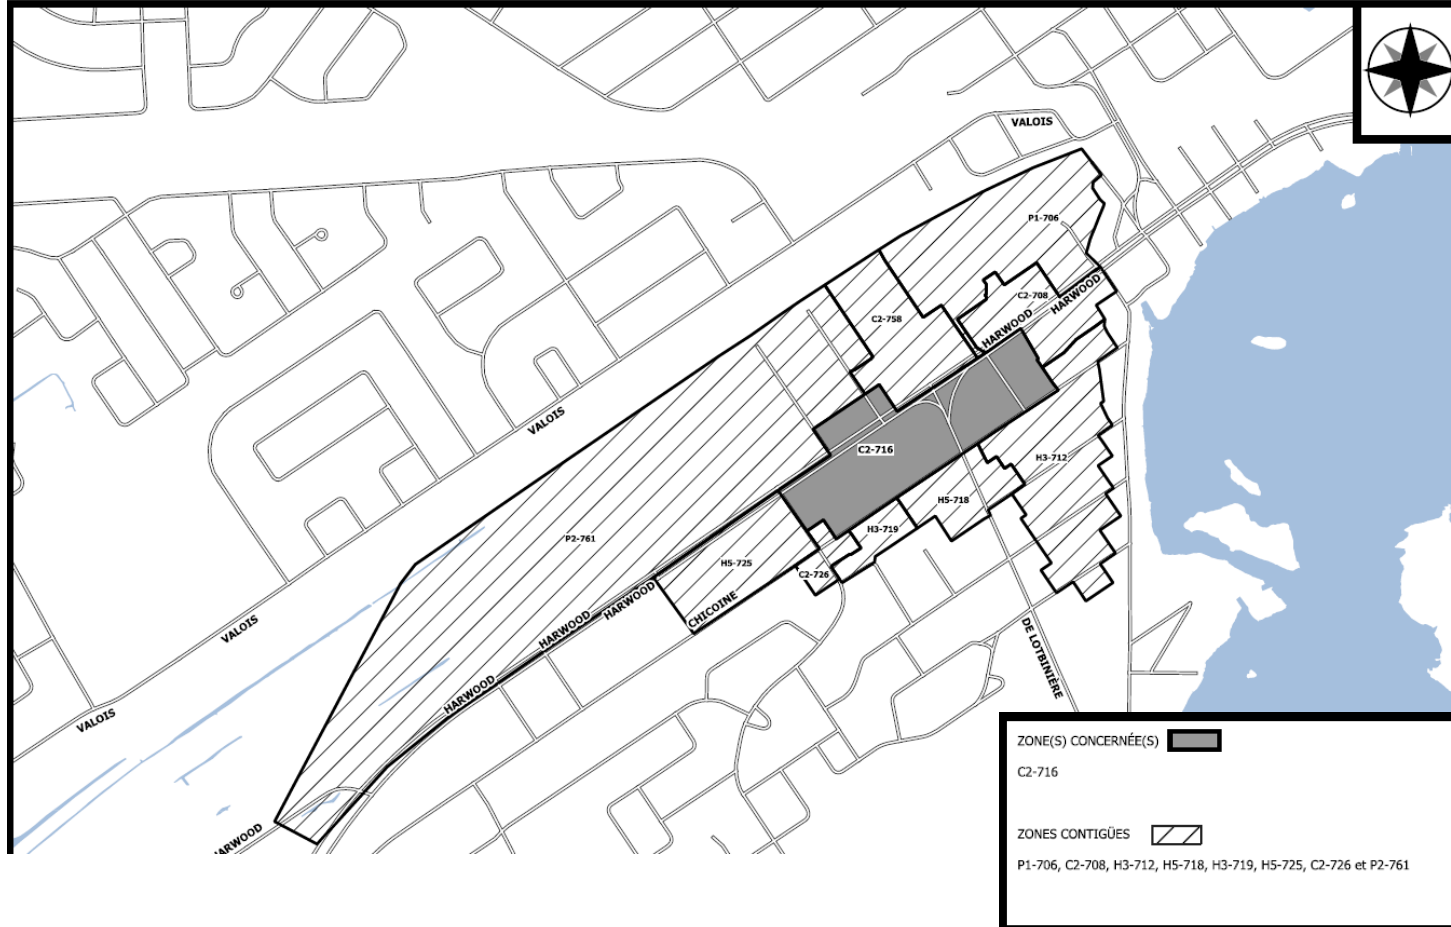 VALOIS
P1-706
C2-708
HARWOOD
C2-758
HARWOOD
VALOIS
C2-716
H3-712
H5-718
H3-719
P2-761
H5-725
C2-726
HARWOOD
CHICOINE
HARWOOD
VALOIS
DE LOTBINIÈRE
HARWOOD
VALOIS
HARWOOD
ZONE(S) CONCERNÉE(S)
C2-716
ZONES CONTIGÜES
P1-706, C2-708, H3-712, H5-718, H3-719, H5-725, C2-726 et P2-761